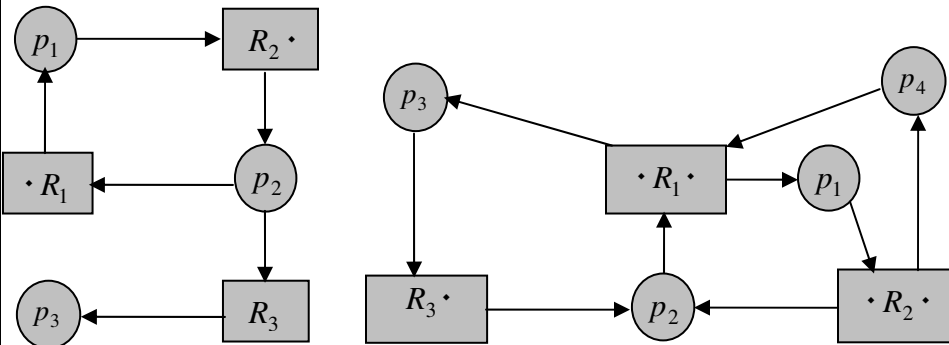 p₁
R₂ ·
· R₁
p₂
p₃
R₃
p₃
p₄
· R₁ ·
p₁
R₃ ·
p₂
· R₂ ·